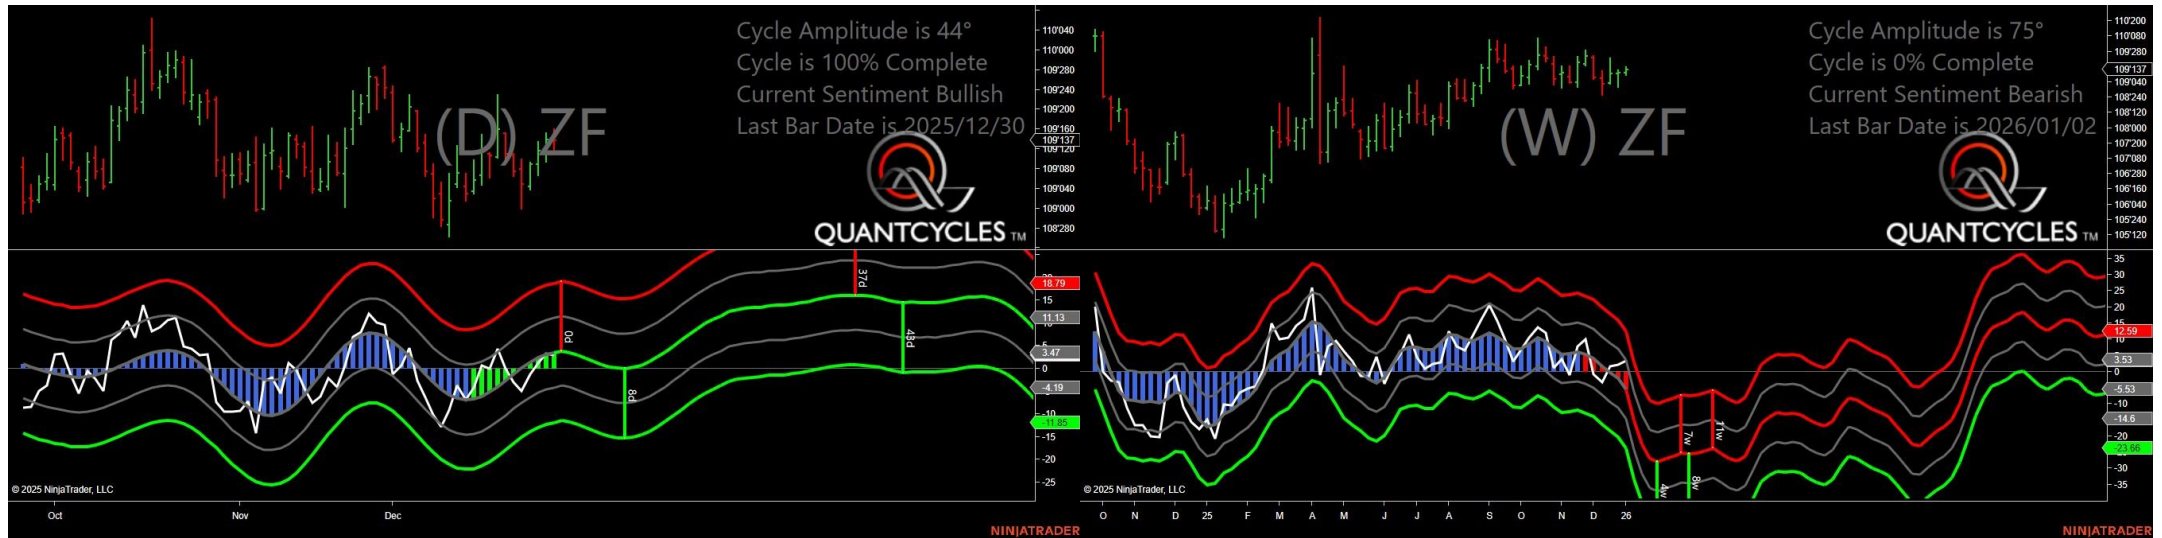 Cycle Amplitude is 44°
Cycle is 100% Complete
Current Sentiment Bullish
Last Bar Date is 2025/12/30
(D) ZF
QUANTCYCLES TM
110'040
110'000
109'280
109'240
109'200
109'160
109'137
109'120
109'080
109'040
109'000
108'280
0d
8d
37d
43d
18.79
15
11.13
5
3.47
0
-4.19
-10
-11.85
-15
-20
-25
© 2025 NinjaTrader, LLC
Oct Nov Dec
NINJATRADER
Cycle Amplitude is 75°
Cycle is 0% Complete
Current Sentiment Bearish
Last Bar Date is 2026/01/02
(W) ZF
QUANTCYCLES TM
110'200
110'080
109'280
109'137
109'040
108'240
108'120
108'000
107'200
107'080
106'280
106'160
106'040
105'240
105'120
4w
7w
8w
11w
35
30
25
20
15
12.59
3.53
0
-5.53
-10
-14.6
-20
-23.66
-30
-35
© 2025 NinjaTrader, LLC
O N D 25 F M A M J J A S O N D 26
NINJATRADER